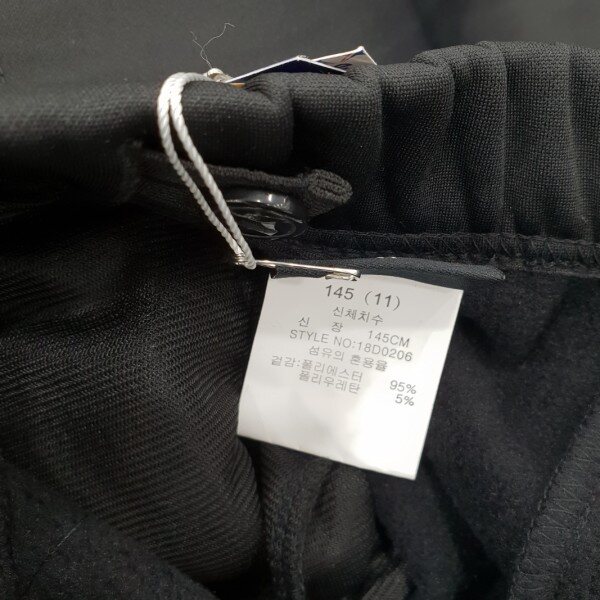 145 (11)
신체치수
신 장 145CM
STYLE NO:18D0206
섬유의 혼용율
겉감:폴리에스터 95%
폴리우레탄 5%